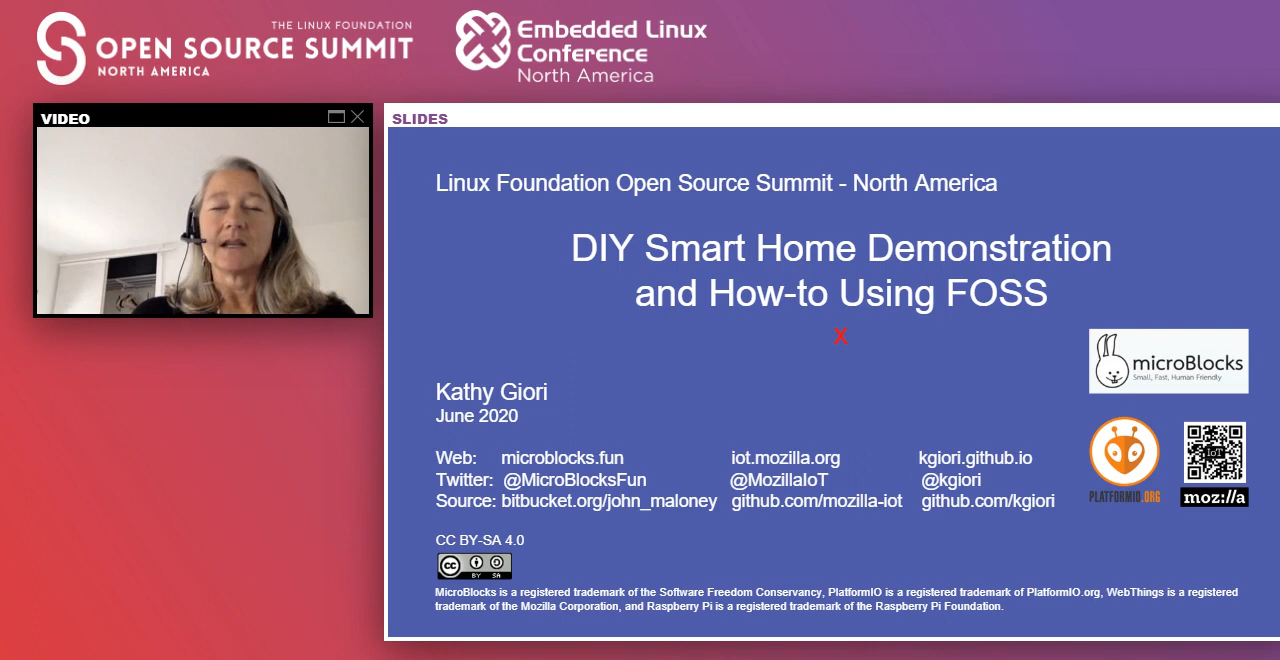 THE LINUX FOUNDATION
OPEN SOURCE SUMMIT
NORTH AMERICA
Embedded Linux
Conference
North America
VIDEO
SLIDES
Linux Foundation Open Source Summit - North America
DIY Smart Home Demonstration
and How-to Using FOSS
X
microBlocks
Small, Fast, Human Friendly
Kathy Giori
June 2020
Web: microblocks.fun iot.mozilla.org kgiori.github.io
Twitter: @MicroBlocksFun @MozillaIoT @kgiori
Source: bitbucket.org/john_maloney github.com/mozilla-iot github.com/kgiori
PLATFORMIO.ORG
IoT
moz://a
CC BY-SA 4.0
cc BY SA
MicroBlocks is a registered trademark of the Software Freedom Conservancy, PlatformIO is a registered trademark of PlatformIO.org, WebThings is a registered
trademark of the Mozilla Corporation, and Raspberry Pi is a registered trademark of the Raspberry Pi Foundation.